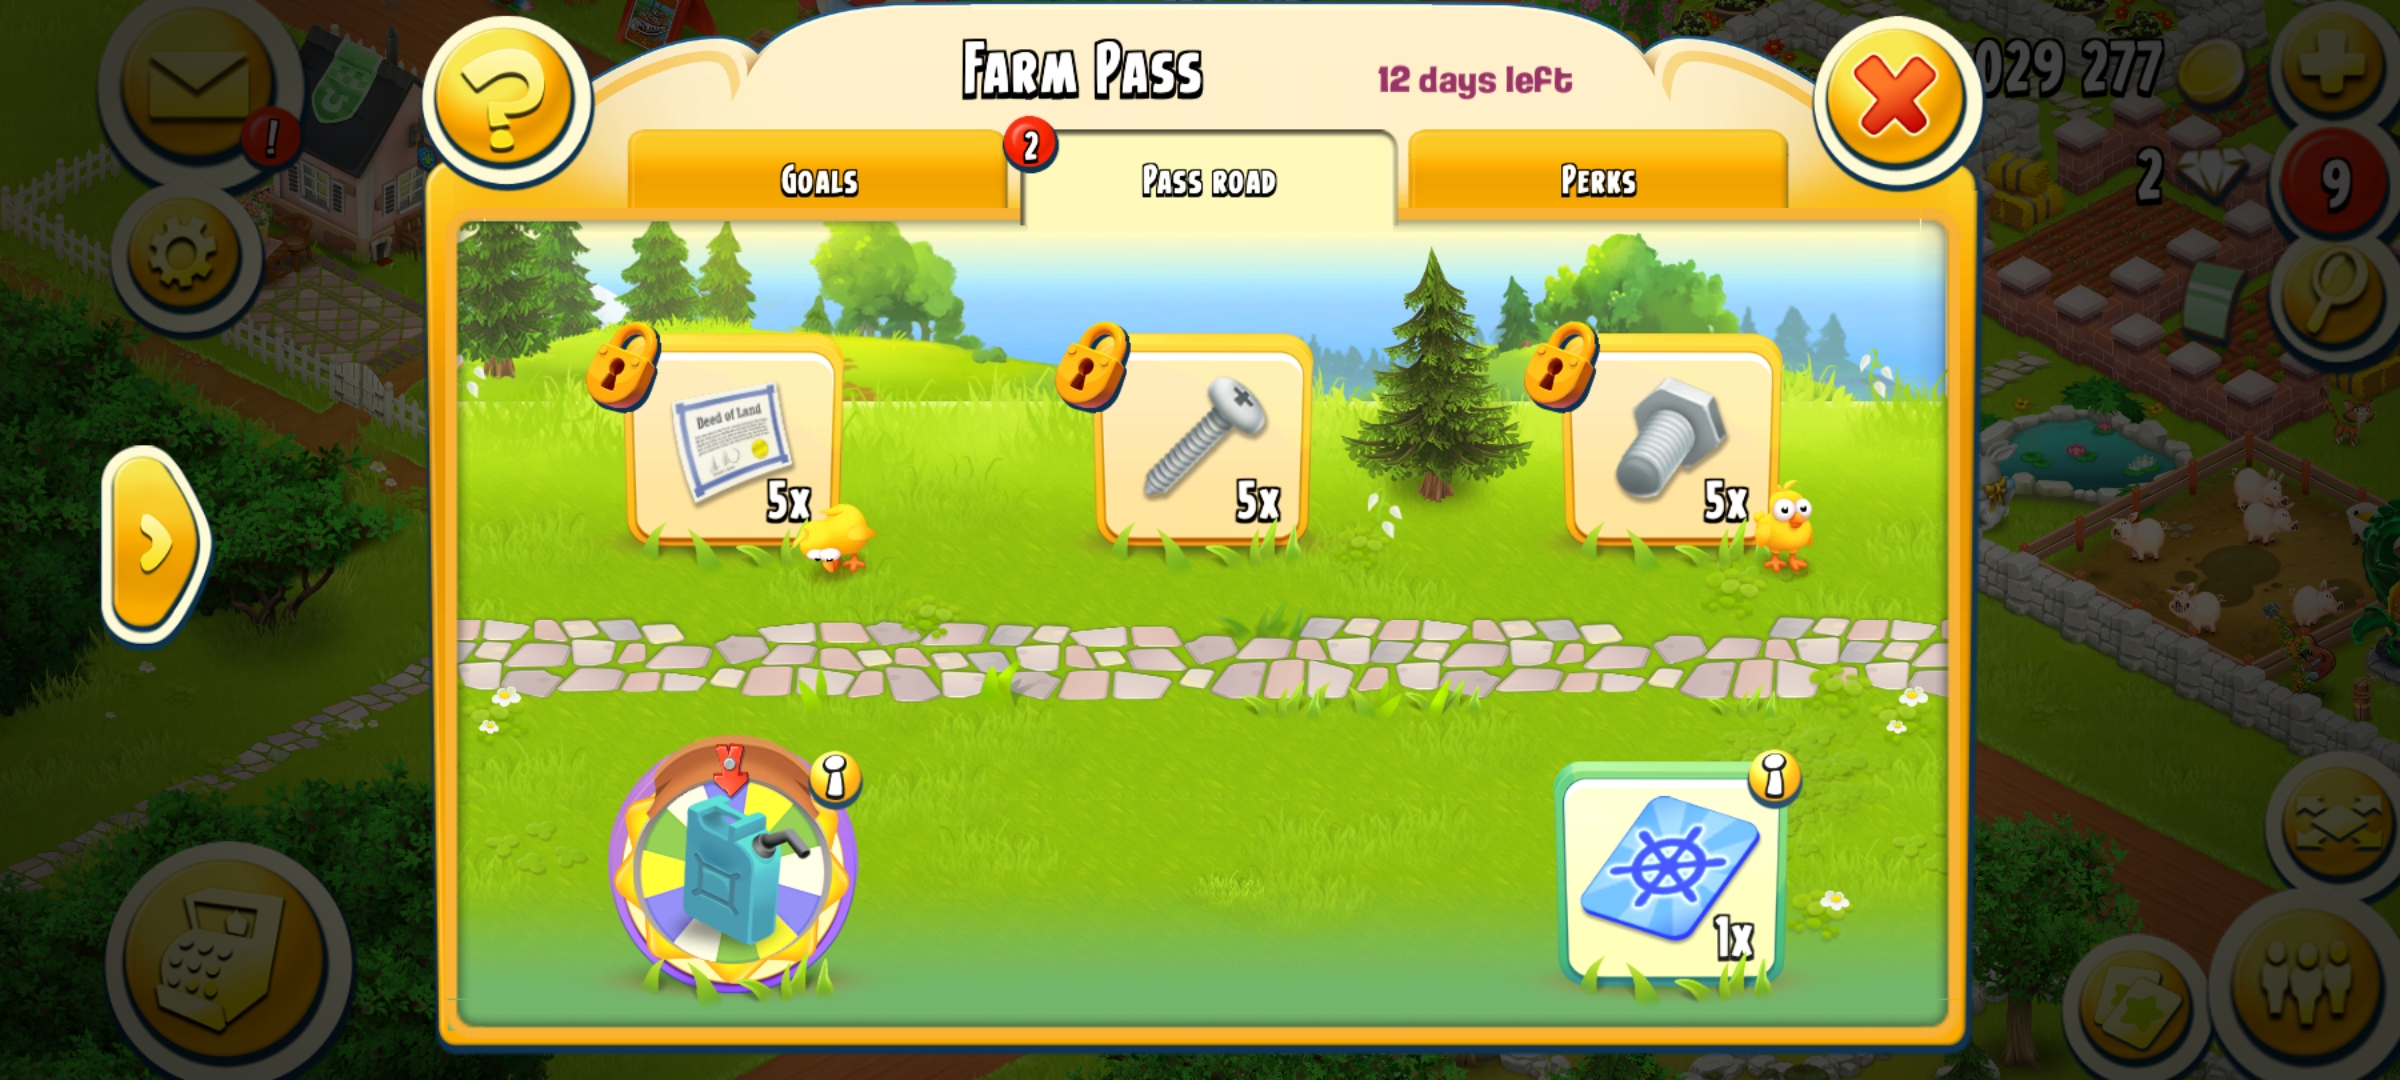 FARM PASS
12 days left
029 277
!
2
GOALS
PASS ROAD
PERKS
2
9
Deed of Land
5x
5x
5x
1x